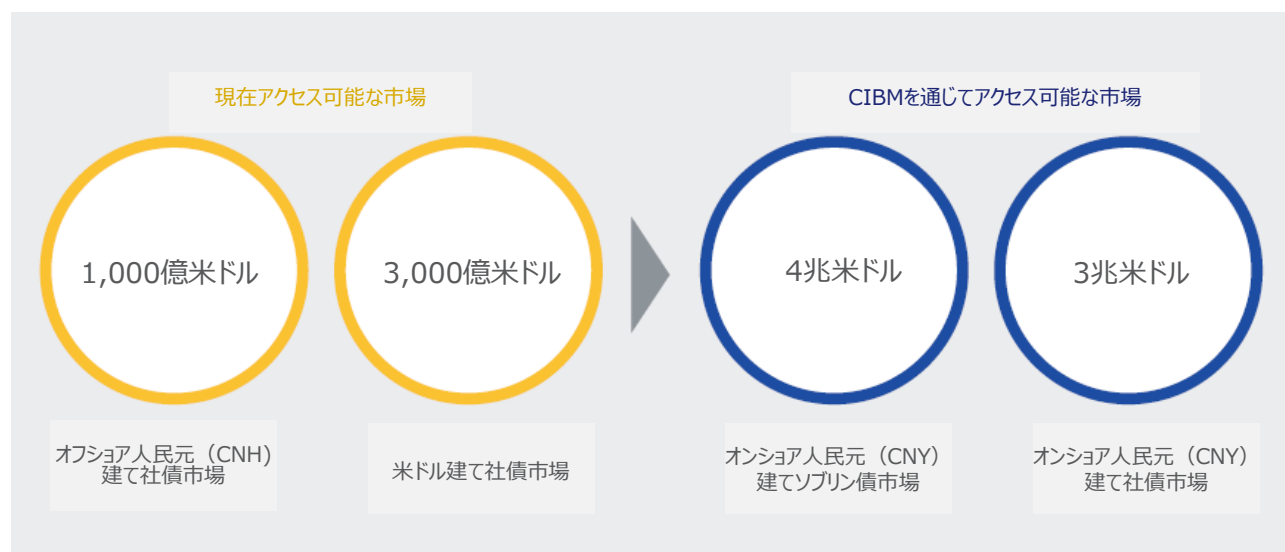 現在アクセス可能な市場
CIBMを通じてアクセス可能な市場
1,000億米ドル
3,000億米ドル
4兆米ドル
3兆米ドル
オフショア人民元（CNH)
建て社債市場
米ドル建て社債市場
オンショア人民元（CNY）
建てソブリン債市場
オンショア人民元（CNY）
建て社債市場